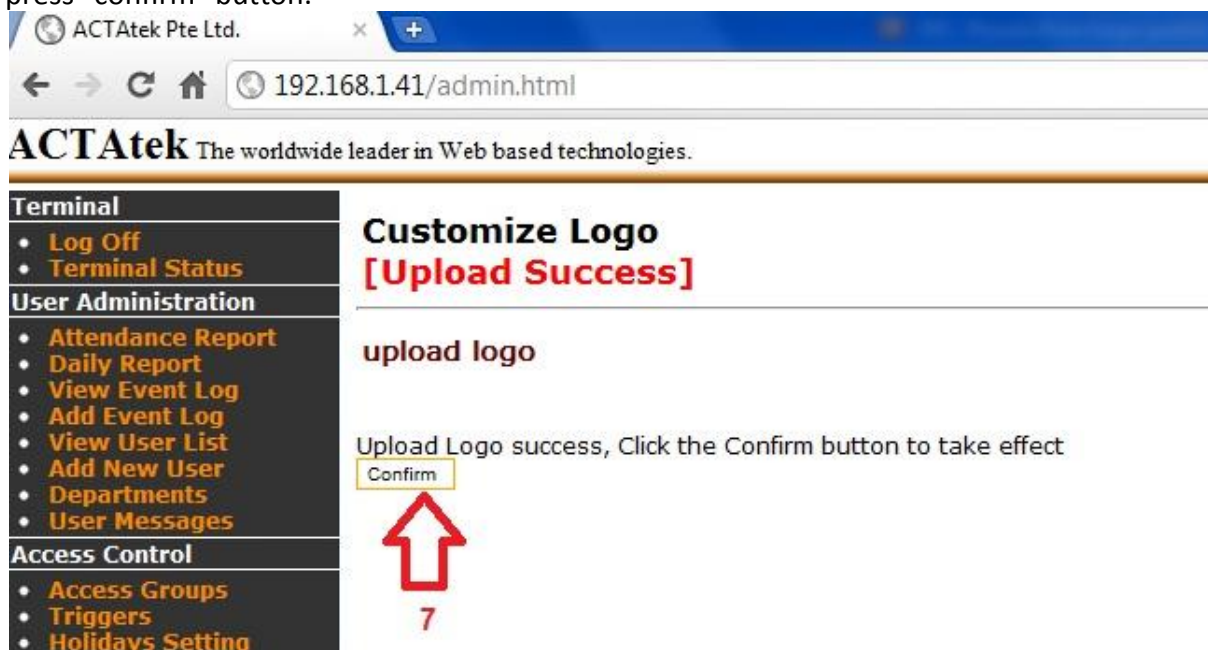 press "confirm" button.
ACTAtek Pte Ltd.
192.168.1.41/admin.html
ACTAtek The worldwide leader in Web based technologies.
Terminal
• Log Off
• Terminal Status
User Administration
• Attendance Report
• Daily Report
• View Event Log
• Add Event Log
• View User List
• Add New User
• Departments
• User Messages
Access Control
• Access Groups
• Triggers
• Holidays Setting
Customize Logo
[Upload Success]
upload logo
Upload Logo success, Click the Confirm button to take effect
Confirm
7